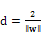 d = 2/‖w‖